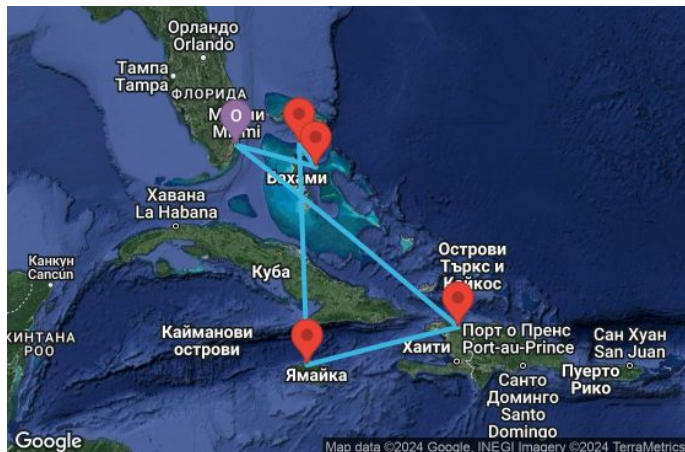 Орландо
Orlando
Тампа
Tampa
ФЛОРИДА
O
Miami
Бахами
Хавана
La Habana
Канкун
Cancún
Куба
Острови
Търкс и
Кайкос
КИНТАНА
РОО
Кайманови
острови
Порт о Пренс
Port-au-Prince
Сан Хуан
San Juan
Хаити
Ямайка
Пуерто
Рико
Санто
Доминго
Santo
Domingo
Google
Map data ©2024 Google, INEGI Imagery ©2024 TerraMetrics